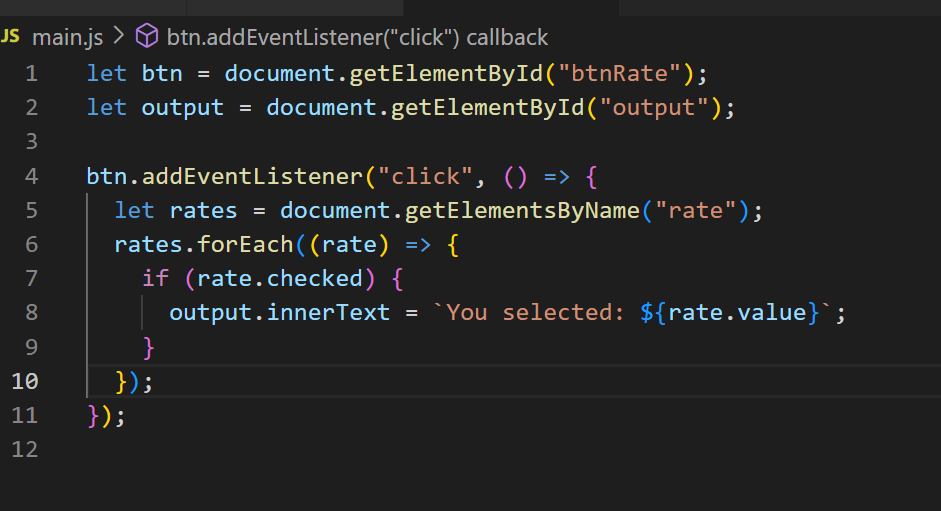 JS main.js > btn.addEventListener("click") callback
1 let btn = document.getElementById("btnRate");
2 let output = document.getElementById("output");
3
4 btn.addEventListener("click", () => {
5   let rates = document.getElementsByName("rate");
6   rates.forEach((rate) => {
7     if (rate.checked) {
8       output.innerText = `You selected: ${rate.value}`;
9     }
10   });
11 });
12